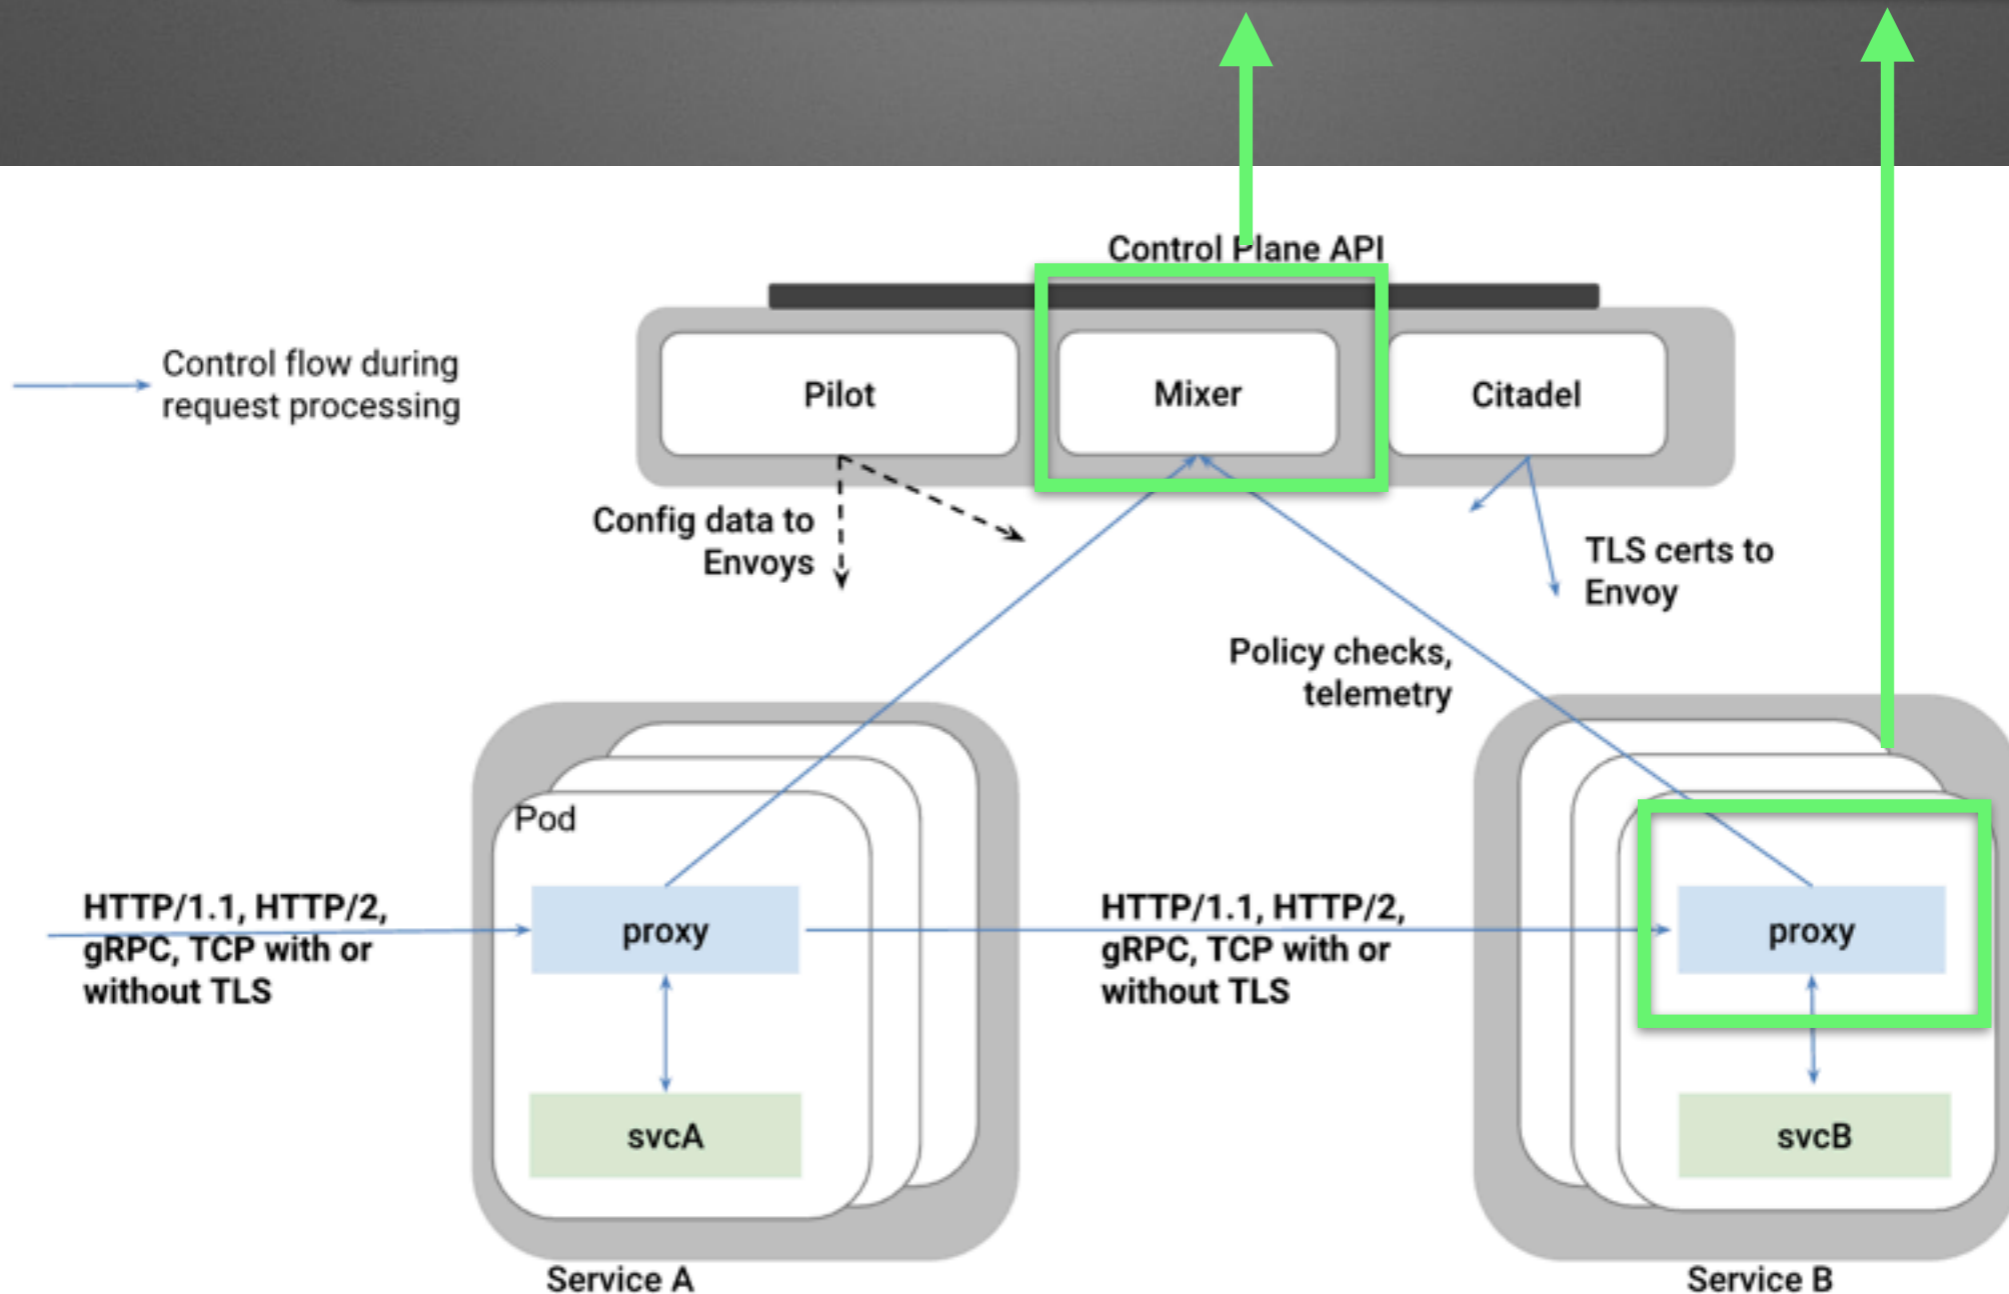 Control Plane API
Control flow during
request processing
Pilot
Mixer
Citadel
Config data to
Envoys
TLS certs to
Envoy
Policy checks,
telemetry
Pod
HTTP/1.1, HTTP/2,
gRPC, TCP with or
without TLS
proxy
HTTP/1.1, HTTP/2,
gRPC, TCP with or
without TLS
proxy
svcA
svcB
Service A
Service B